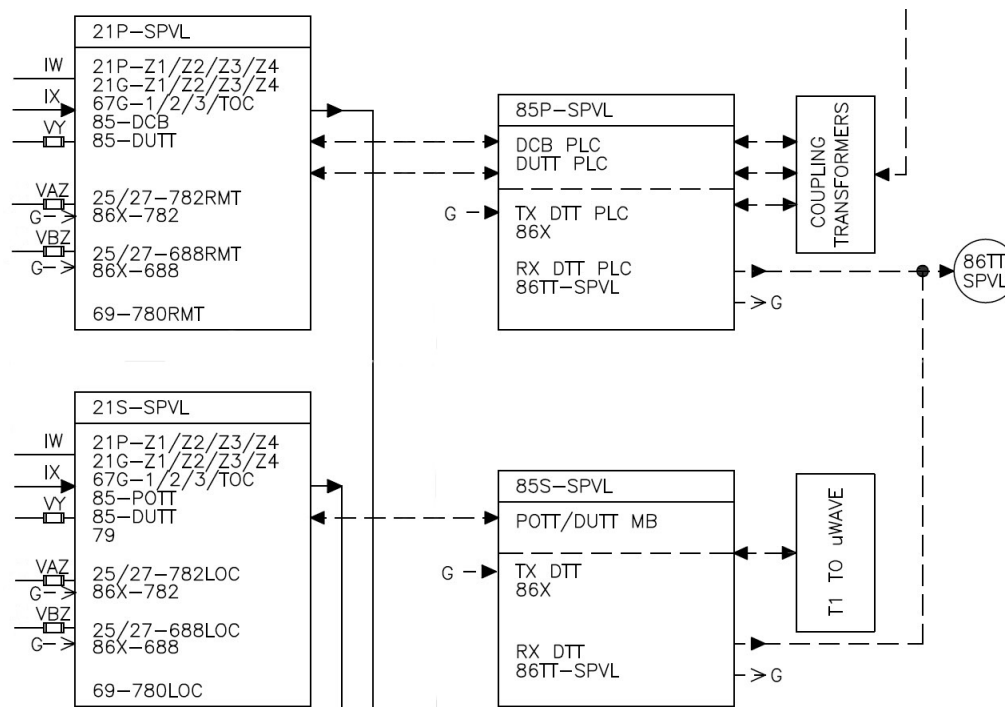 21P-SPVL
IW
21P-Z1/Z2/Z3/Z4
21G-Z1/Z2/Z3/Z4
IX
67G-1/2/3/TOC
85-DCB
VY
85-DUTT
VAZ
25/27-782RMT
G
86X-782
VBZ
25/27-688RMT
G
86X-688
69-780RMT
85P-SPVL
DCB PLC
DUTT PLC
G
TX DTT PLC
86X
RX DTT PLC
86TT-SPVL
G
COUPLING
TRANSFORMERS
86TT
SPVL
21S-SPVL
IW
21P-Z1/Z2/Z3/Z4
21G-Z1/Z2/Z3/Z4
IX
67G-1/2/3/TOC
85-POTT
VY
85-DUTT
79
VAZ
25/27-782LOC
G
86X-782
VBZ
25/27-688LOC
G
86X-688
69-780LOC
85S-SPVL
POTT/DUTT MB
G
TX DTT
86X
RX DTT
86TT-SPVL
G
T1 TO uWAVE